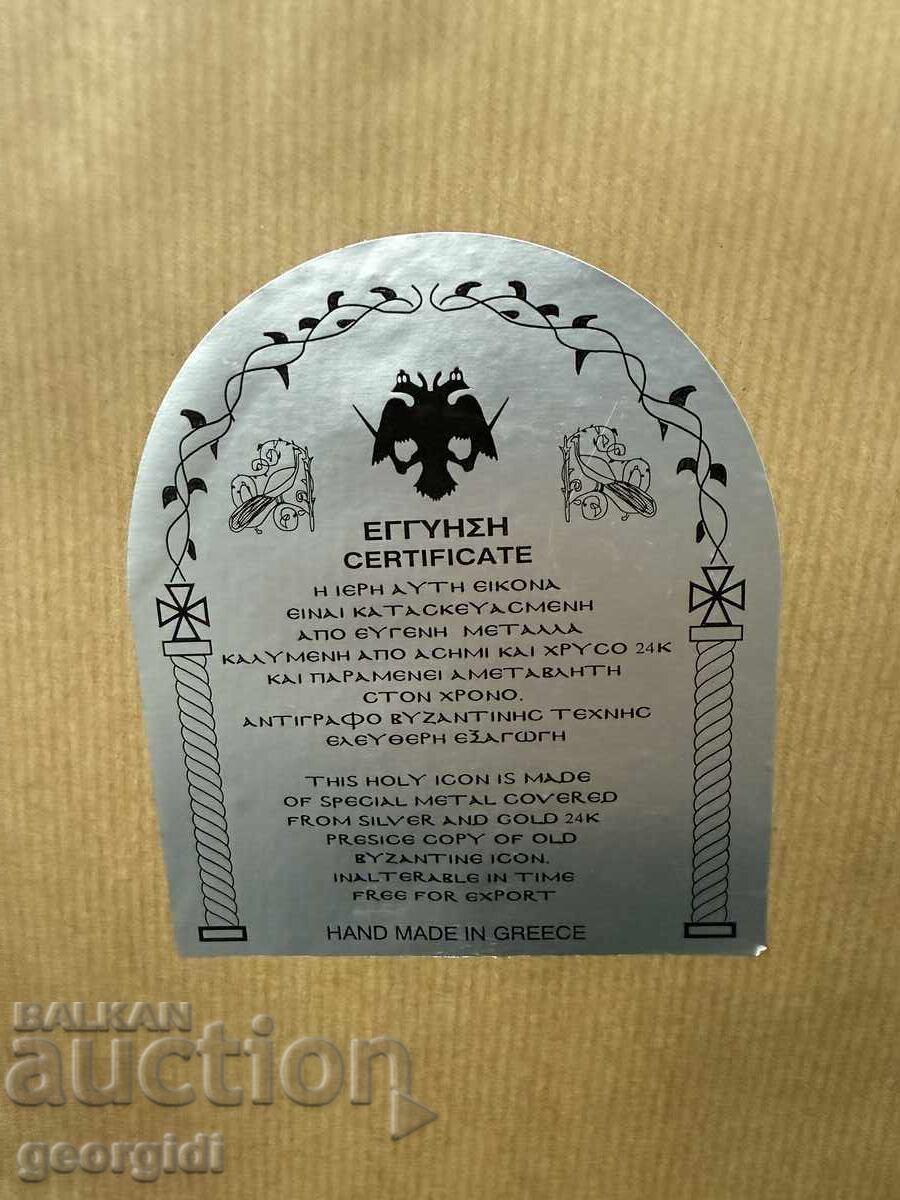 ΕΓΓΥΗΣΗ
CERTIFICATE
Η ΙΕΡΗ ΑΥΤΗ ΕΙΚΟΝΑ
ΕΙΝΑΙ ΚΑΤΑϹΚΕΥΑϹΜΕΝΗ
ΑΠΟ ΕΥΓΕΝΗ ΜΕΤΑΛΛΑ
ΚΑΛΥΜΕΝΗ ΑΠΟ ΑϹΗΜΙ ΚΑΙ ΧΡΥϹΟ 24Κ
ΚΑΙ ΠΑΡΑΜΕΝΕΙ ΑΜΕΤΑΒΛΗΤΗ
ϹΤΟΝ ΧΡΟΝΟ.
ΑΝΤΙΓΡΑΦΟ ΒΥΖΑΝΤΙΝΗϹ ΤΕΧΝΗϹ
ΕΛΕΥΘΕΡΗ ΕΞΑΓΩΓΗ
THIS HOLY ICON IS MADE
OF SPECIAL METAL COVERED
FROM SILVER AND GOLD 24K
PRESICE COPY OF OLD
BYZANTINE ICON.
INALTERABLE IN TIME
FREE FOR EXPORT
HAND MADE IN GREECE
BALKAN
auction
georgidi